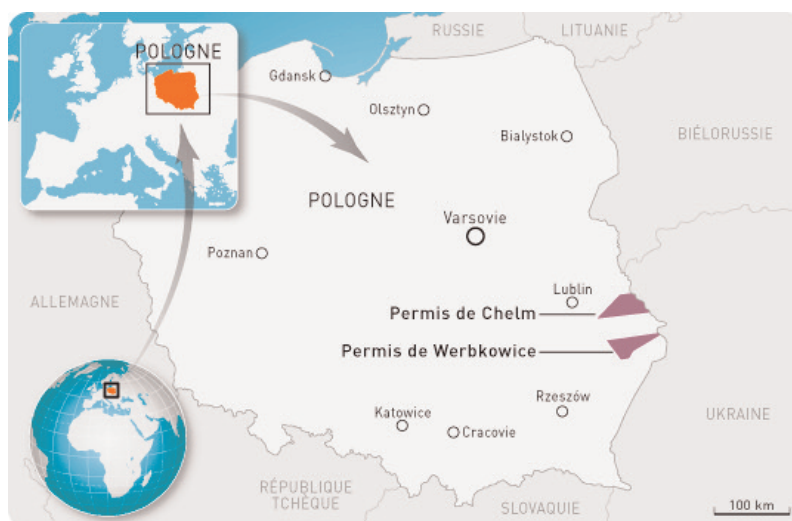 POLOGNE
RUSSIE
LITUANIE
Gdansk
Olsztyn
Bialystok
BIÉLORUSSIE
POLOGNE
Varsovie
Poznan
ALLEMAGNE
Lublin
Permis de Chelm
Permis de Werbkowice
Rzeszów
Katowice
Cracovie
UKRAINE
RÉPUBLIQUE
TCHÈQUE
SLOVAQUIE
100 km